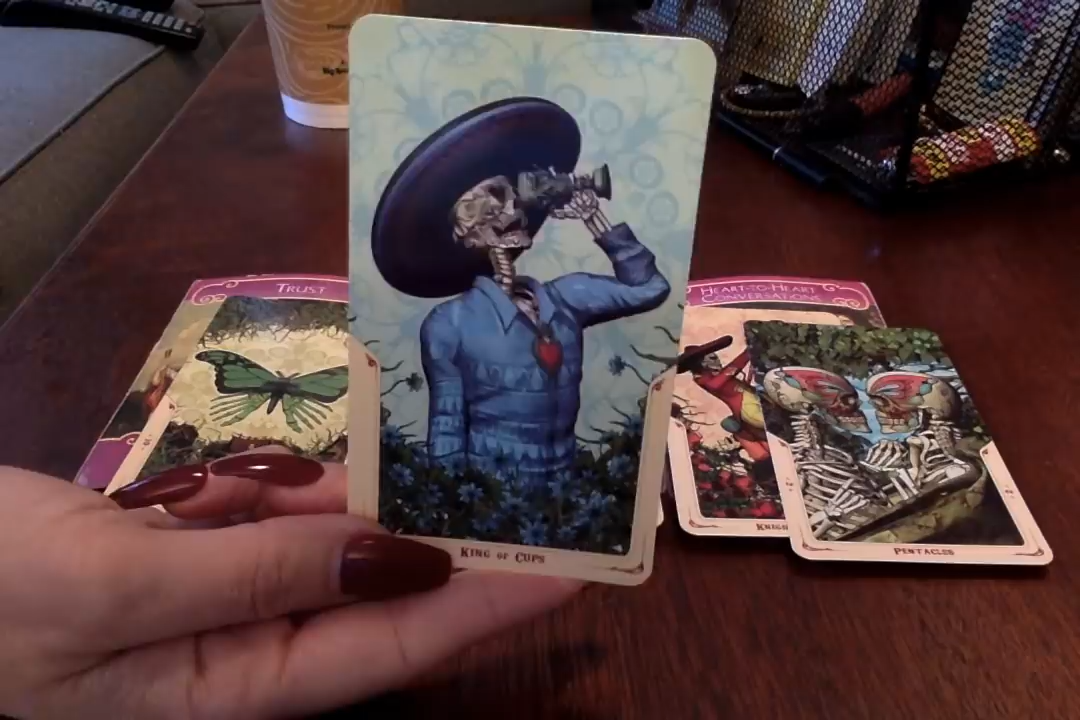 TRUST
HEART-TO-HEART
CONVERSATIONS
KING OF CUPS
PENTACLES